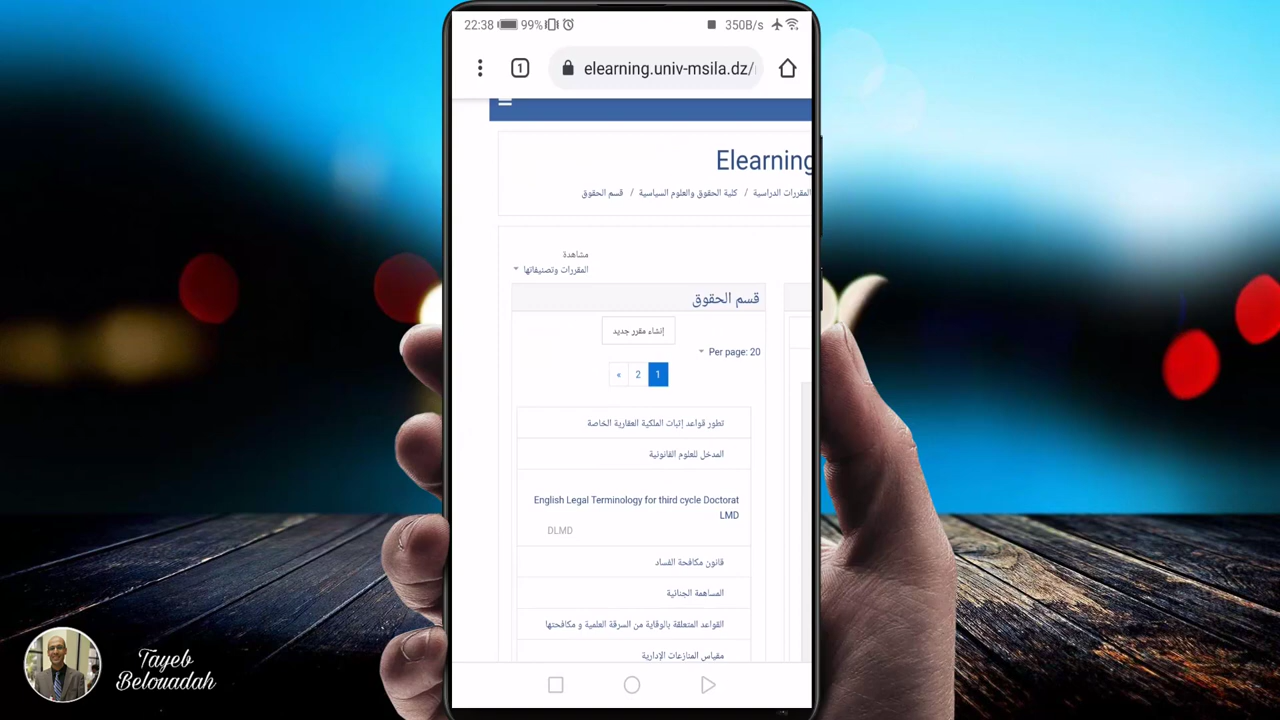 22:38
99%
350B/s
1
elearning.univ-msila.dz/
Elearning
المقررات الدراسية / كلية الحقوق والعلوم السياسية / قسم الحقوق
مشاهدة
المقررات وتصنيفاتها
قسم الحقوق
إنشاء مقرر جديد
Per page: 20
1 2 »
تطور قواعد إثبات الملكية العقارية الخاصة
المدخل للعلوم القانونية
English Legal Terminology for third cycle Doctorat
LMD
DLMD
قانون مكافحة الفساد
المساهمة الجنائية
القواعد المتعلقة بالوقاية من السرقة العلمية و مكافحتها
مقياس المنازعات الإدارية
Tayeb
Belouadah